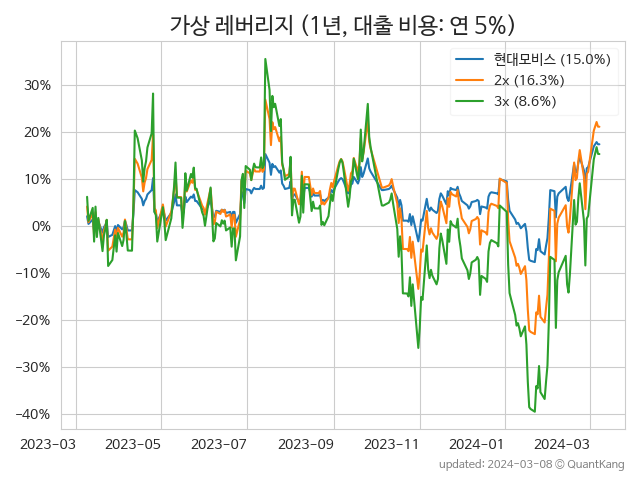 가상 레버리지 (1년, 대출 비용: 연 5%)
현대모비스 (15.0%)
2x (16.3%)
3x (8.6%)
30%
20%
10%
0%
−10%
−20%
−30%
−40%
2023-03 2023-05 2023-07 2023-09 2023-11 2024-01 2024-03
updated: 2024-03-08 © QuantKang